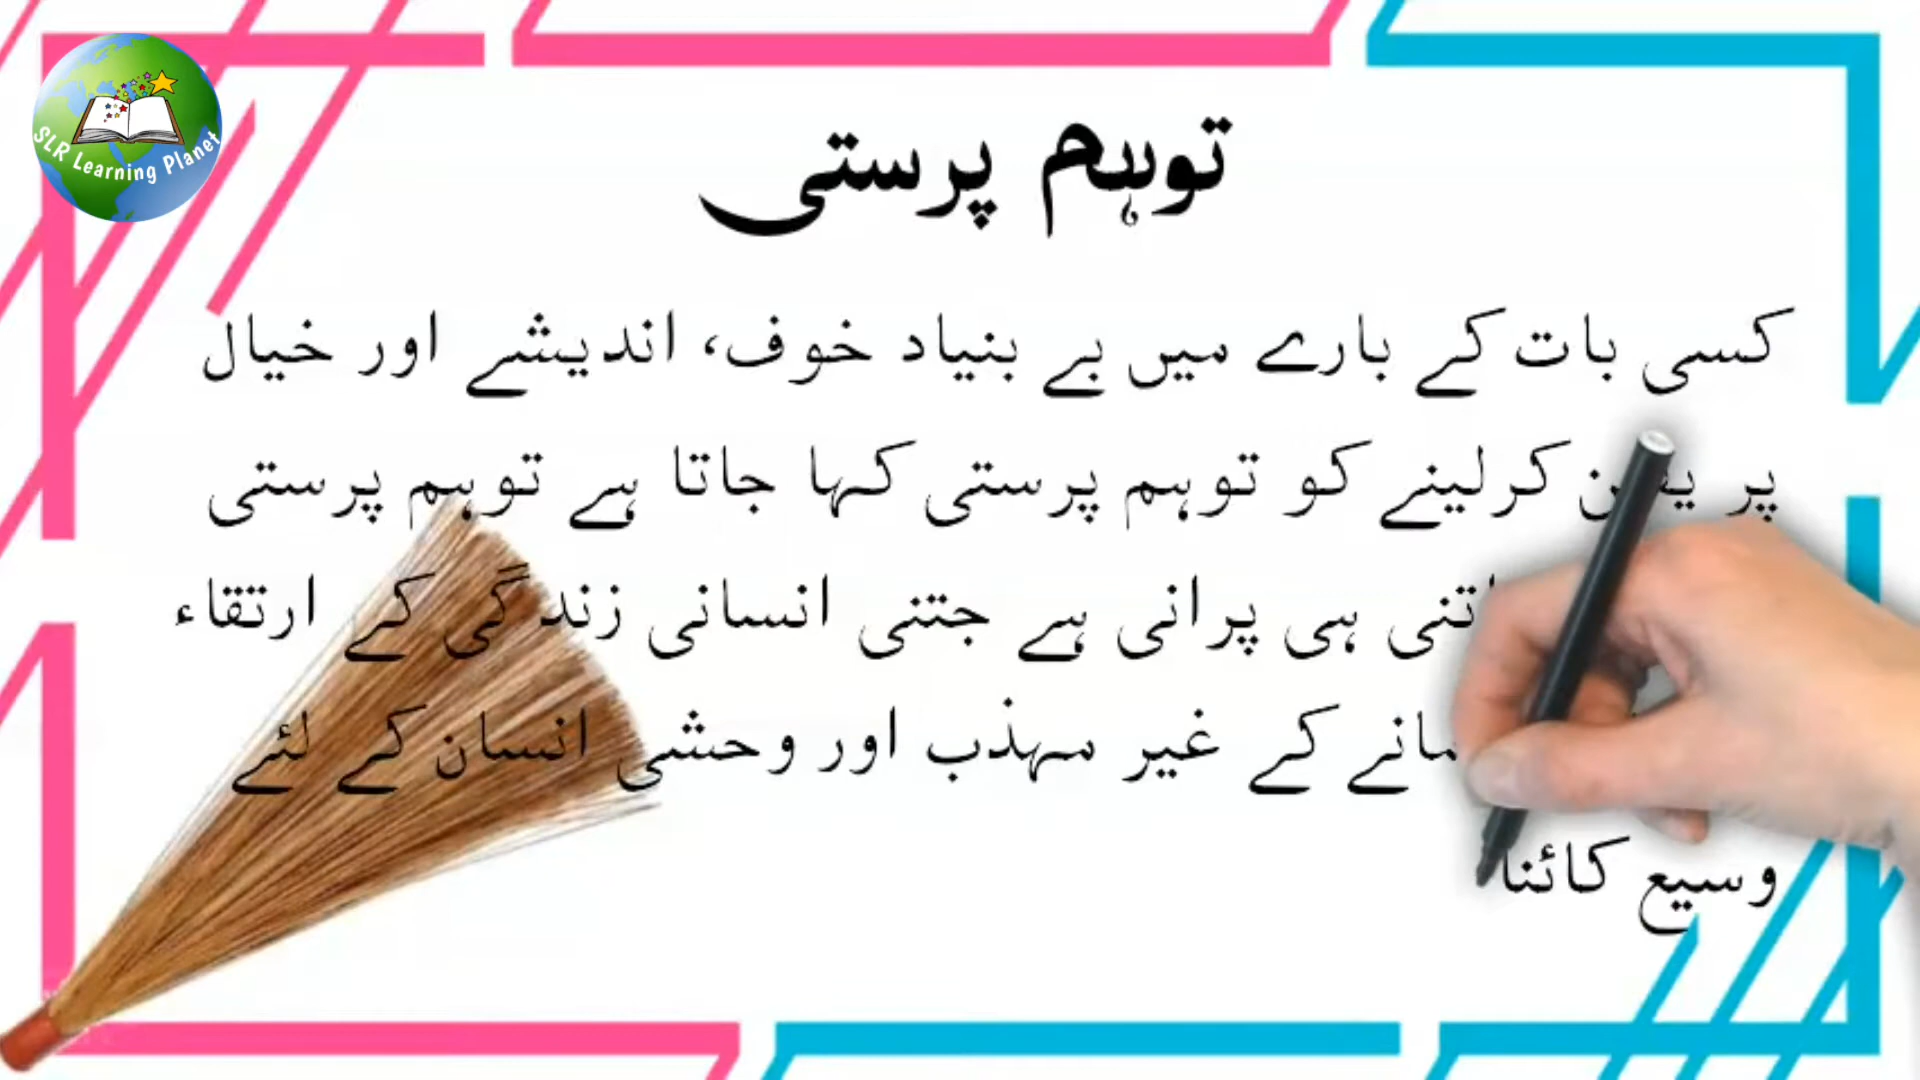 SLR Learning Planet
توہم پرستی
کسی بات کے بارے میں بے بنیاد خوف، اندیشے اور خیال
پر کرلینے کو توہم پرستی کہا جاتا ہے توہم پرستی
اتنی ہی پرانی ہے جتنی انسانی زندگی کے ارتقاء
کے غیر مہذب اور وحشی انسان کے لئے
وسیع کائنا